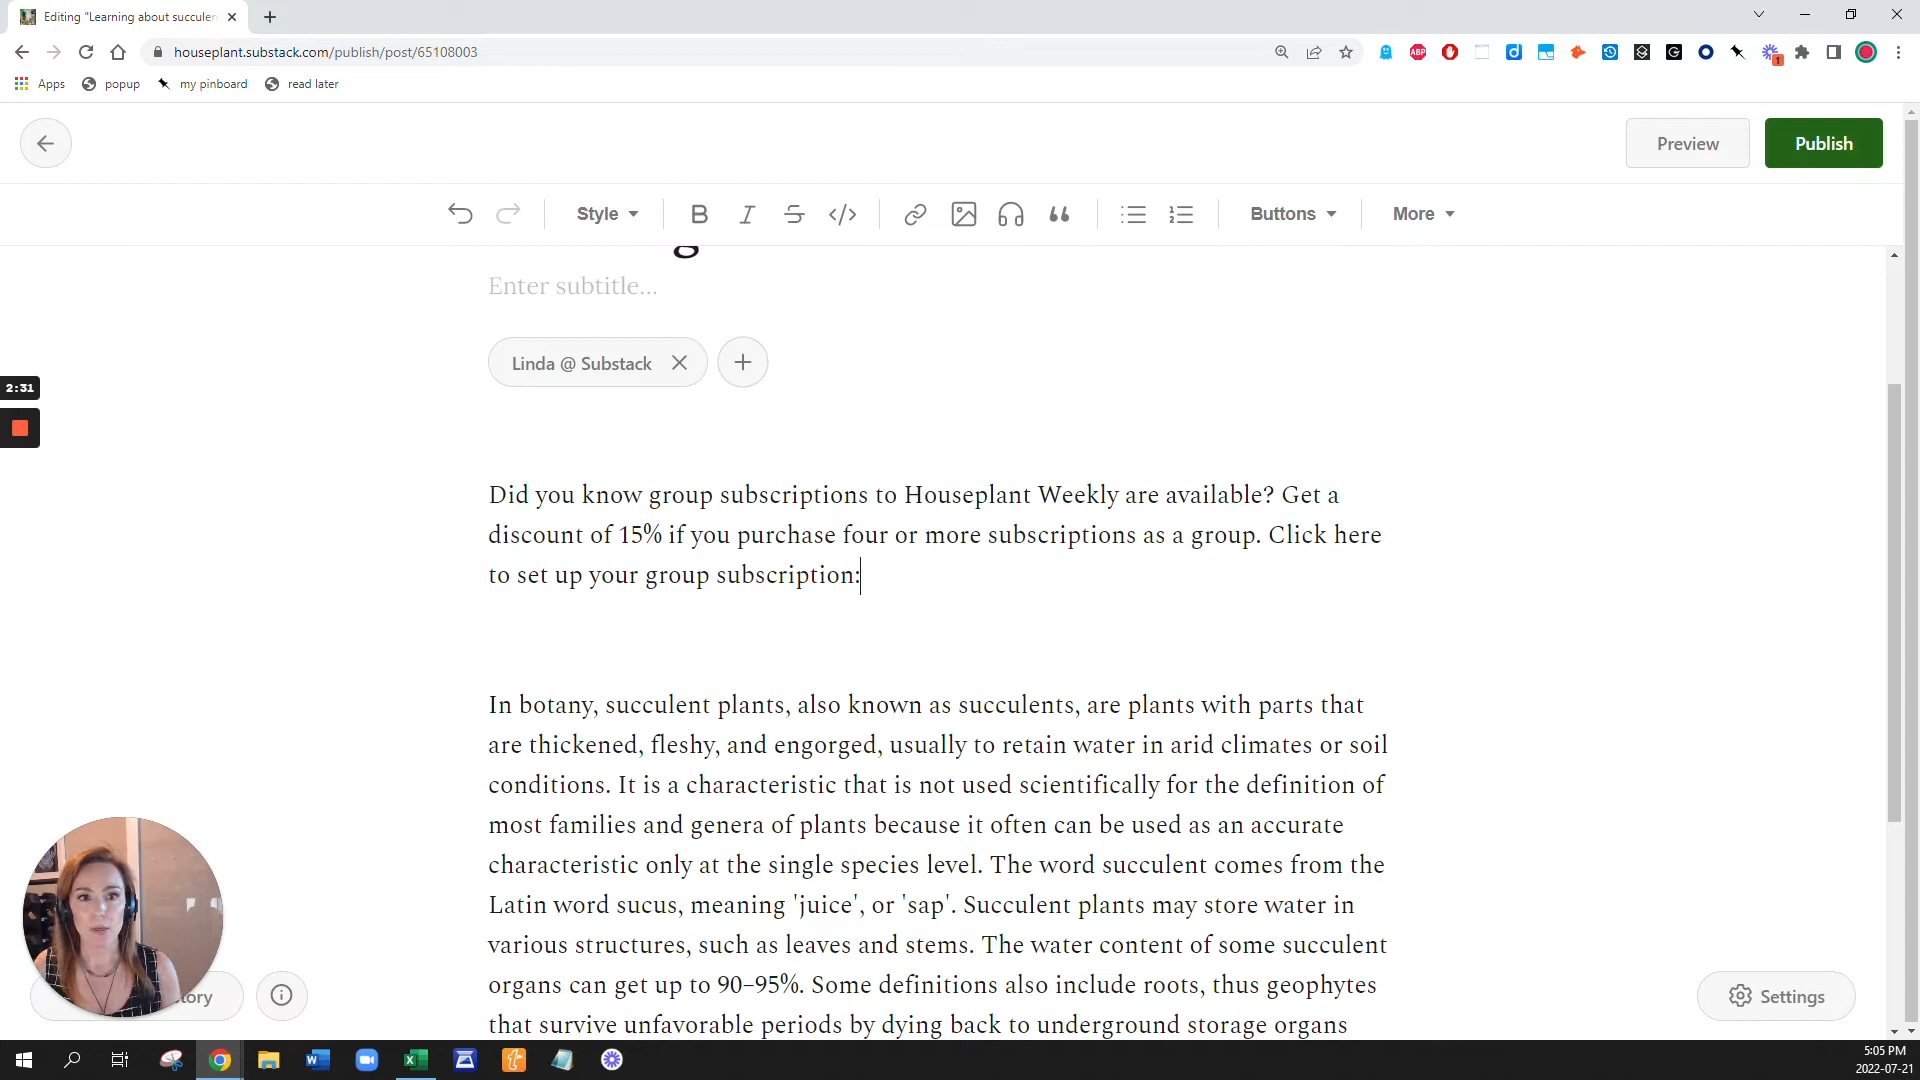 Editing "Learning about succulen
houseplant.substack.com/publish/post/65108003
ABP
1
Apps
popup
my pinboard
read later
Preview
Publish
Style
Buttons
More
g
Enter subtitle...
Linda @ Substack
2:31
Did you know group subscriptions to Houseplant Weekly are available? Get a
discount of 15% if you purchase four or more subscriptions as a group. Click here
to set up your group subscription:
In botany, succulent plants, also known as succulents, are plants with parts that
are thickened, fleshy, and engorged, usually to retain water in arid climates or soil
conditions. It is a characteristic that is not used scientifically for the definition of
most families and genera of plants because it often can be used as an accurate
characteristic only at the single species level. The word succulent comes from the
Latin word sucus, meaning 'juice', or 'sap'. Succulent plants may store water in
various structures, such as leaves and stems. The water content of some succulent
organs can get up to 90–95%. Some definitions also include roots, thus geophytes
that survive unfavorable periods by dying back to underground storage organs
tory
Settings
5:05 PM
2022-07-21